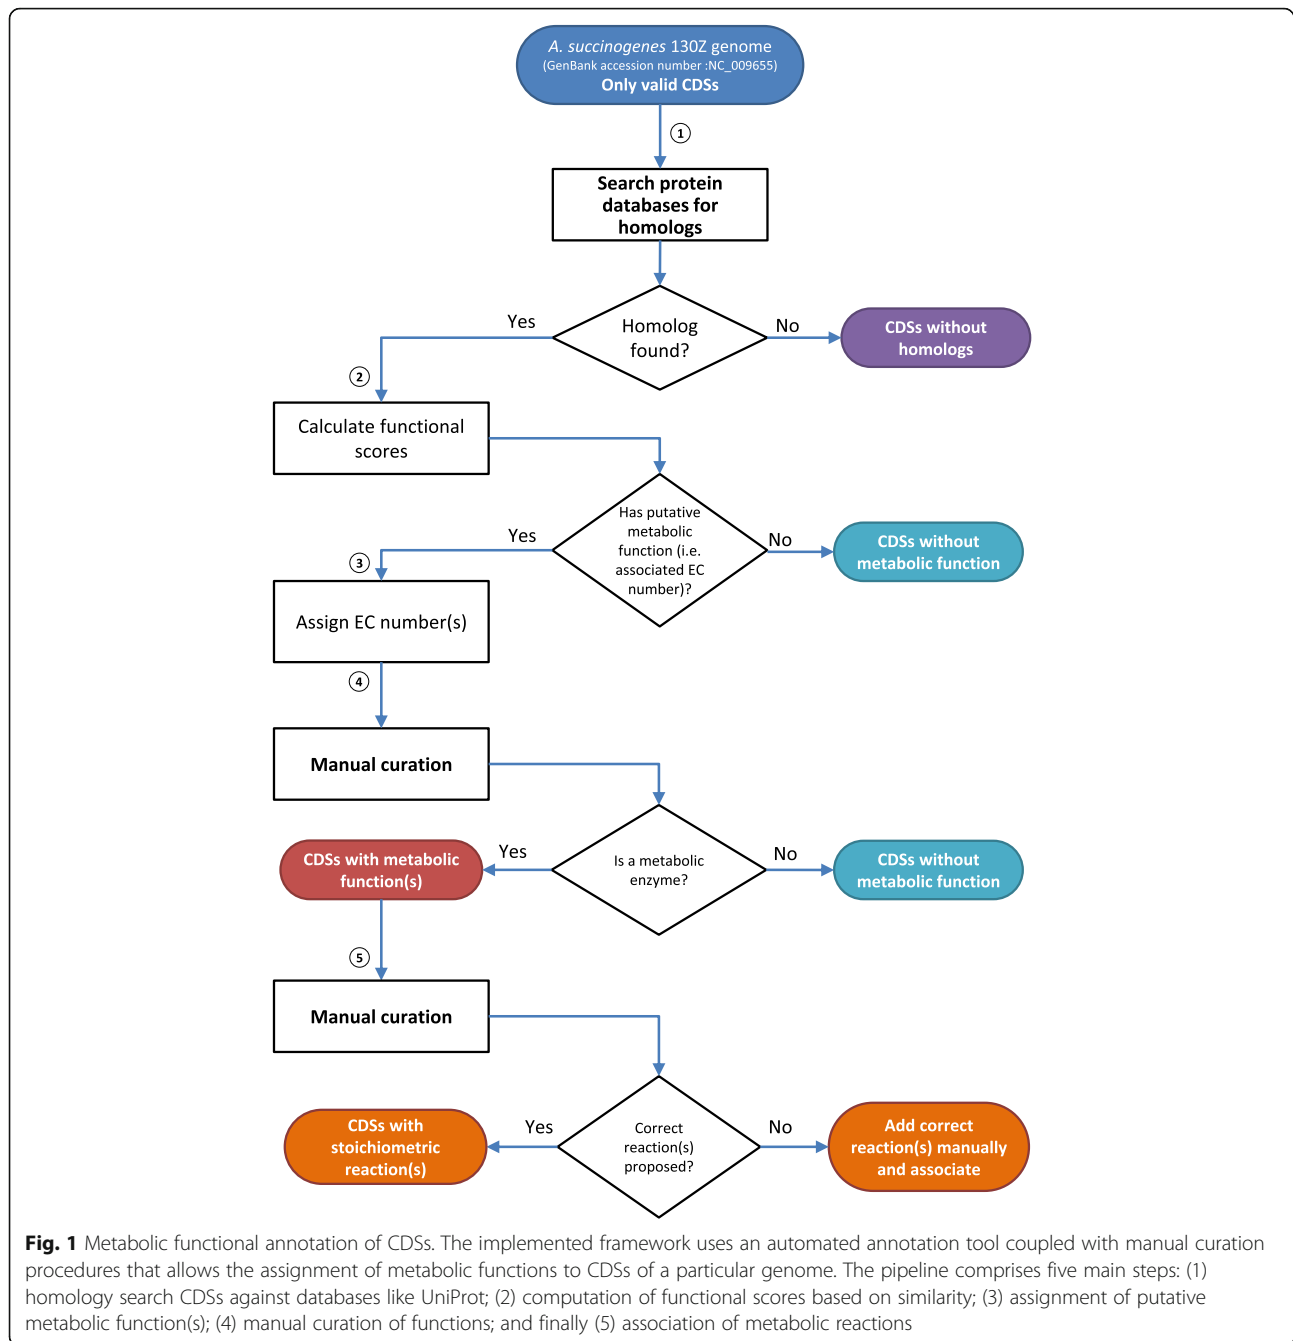 A. succinogenes 130Z genome
(GenBank accession number :NC_009655)
Only valid CDSs
1
Search protein
databases for
homologs
Yes
Homolog
found?
No
CDSs without
homologs
2
Calculate functional
scores
Yes
Has putative
metabolic
function (i.e.
associated EC
number)?
No
CDSs without
metabolic function
3
Assign EC number(s)
4
Manual curation
CDSs with metabolic
function(s)
Yes
Is a metabolic
enzyme?
No
CDSs without
metabolic function
5
Manual curation
CDSs with
stoichiometric
reaction(s)
Yes
Correct
reaction(s)
proposed?
No
Add correct
reaction(s) manually
and associate
Fig. 1 Metabolic functional annotation of CDSs. The implemented framework uses an automated annotation tool coupled with manual curation
procedures that allows the assignment of metabolic functions to CDSs of a particular genome. The pipeline comprises five main steps: (1)
homology search CDSs against databases like UniProt; (2) computation of functional scores based on similarity; (3) assignment of putative
metabolic function(s); (4) manual curation of functions; and finally (5) association of metabolic reactions